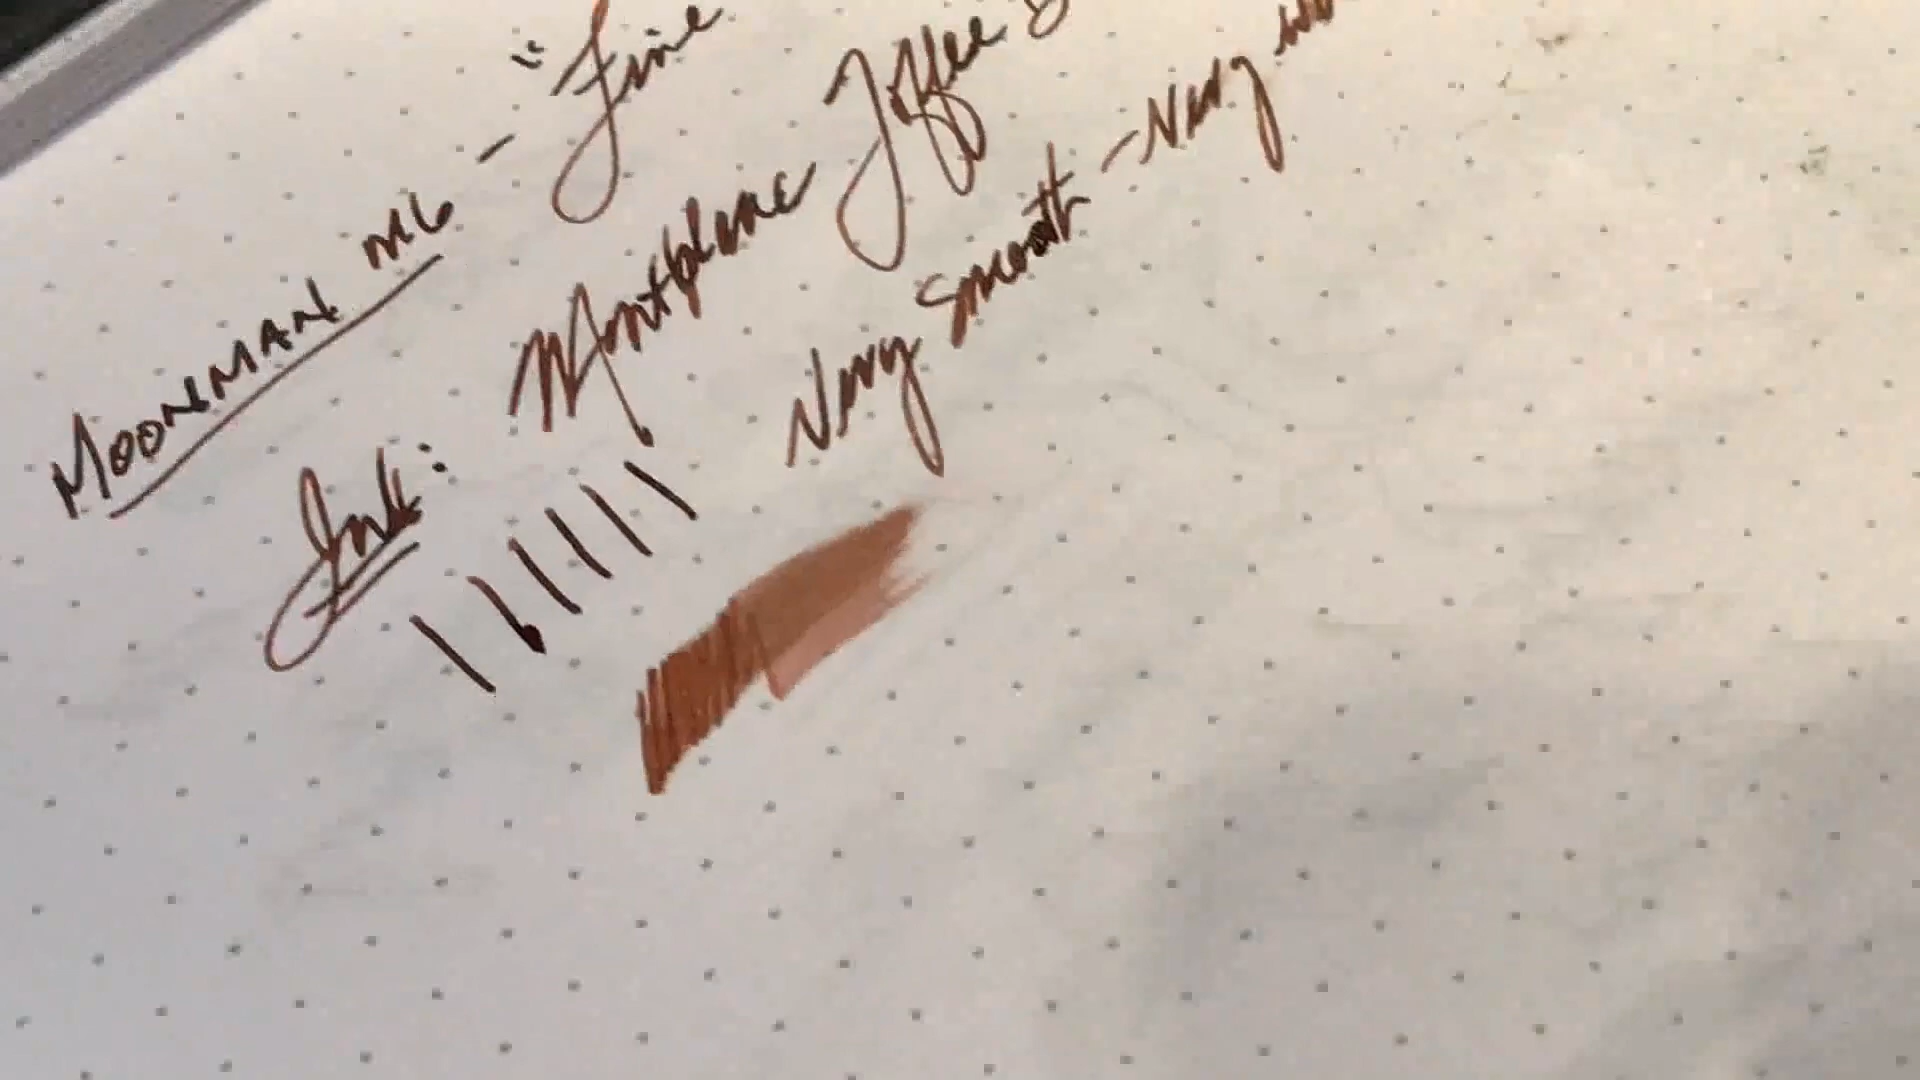 MOONMAN M6 - "Fine
Ink: Montblanc Toffee
Very Smooth - Very